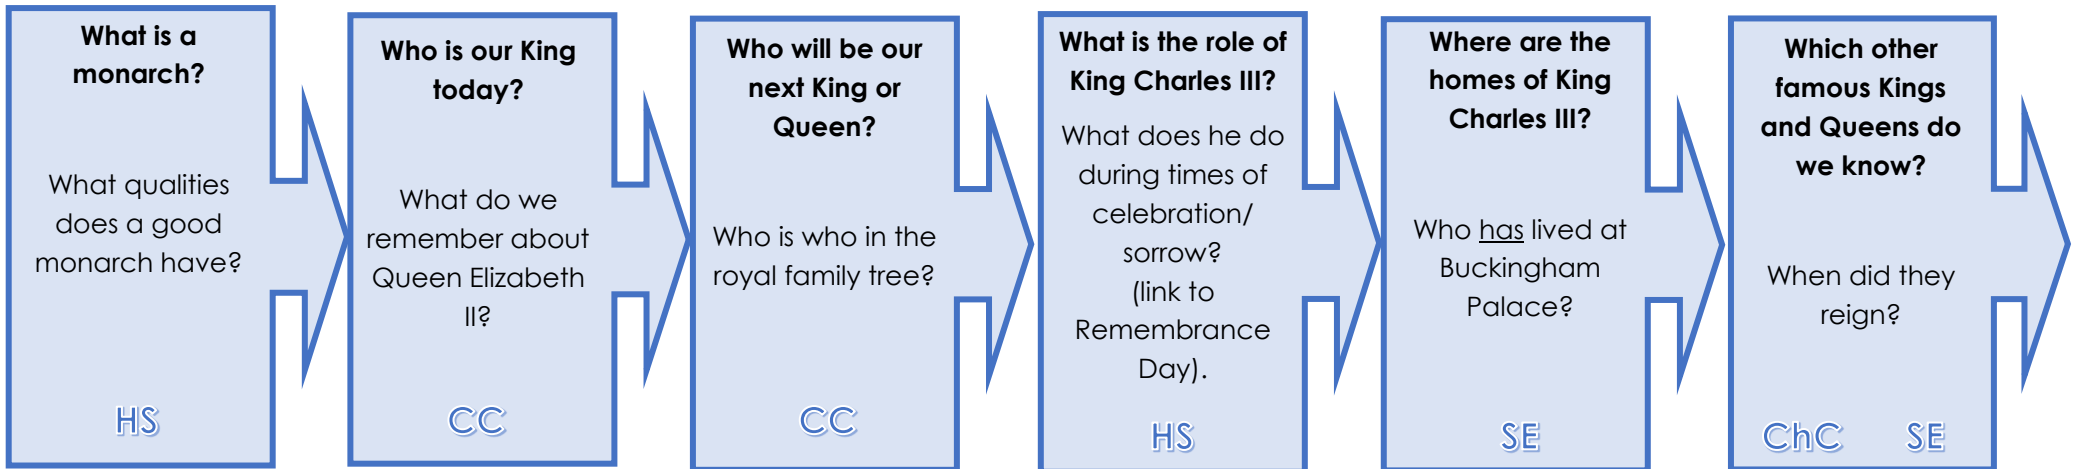 What is a
monarch?
What qualities
does a good
monarch have?
HS
Who is our King
today?
What do we
remember about
Queen Elizabeth
II?
CC
Who will be our
next King or
Queen?
Who is who in the
royal family tree?
CC
What is the role of
King Charles III?
What does he do
during times of
celebration/
sorrow?
(link to
Remembrance
Day).
HS
Where are the
homes of King
Charles III?
Who has lived at
Buckingham
Palace?
SE
Which other
famous Kings
and Queens do
we know?
When did they
reign?
ChC SE